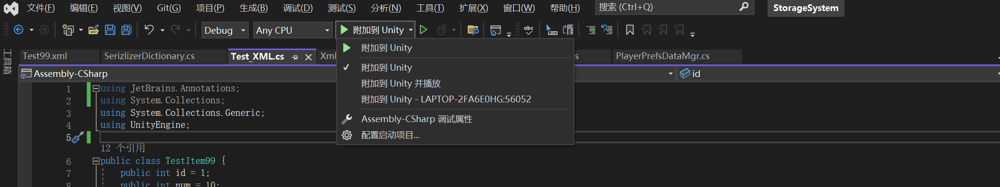 文件(F) 编辑(E) 视图(V) Git(G) 项目(P) 生成(B) 调试(D) 测试(S) 分析(N) 工具(T) 扩展(X) 窗口(W) 帮助(H) 搜索 (Ctrl+Q) StorageSystem
Debug Any CPU 附加到 Unity
工具箱
Test99.xml SerizlizerDictionary.cs Test_XML.cs Xml s PlayerPrefsDataMgr.cs
Assembly-CSharp id
附加到 Unity
附加到 Unity
附加到 Unity 并播放
附加到 Unity - LAPTOP-2FA6E0HG:56052
Assembly-CSharp 调试属性
配置启动项目...
1 using JetBrains.Annotations;
2 using System.Collections;
3 using System.Collections.Generic;
4 using UnityEngine;
5
12 个引用
6 public class TestItem99 {
7 public int id = 1;
8 public int num = 10;